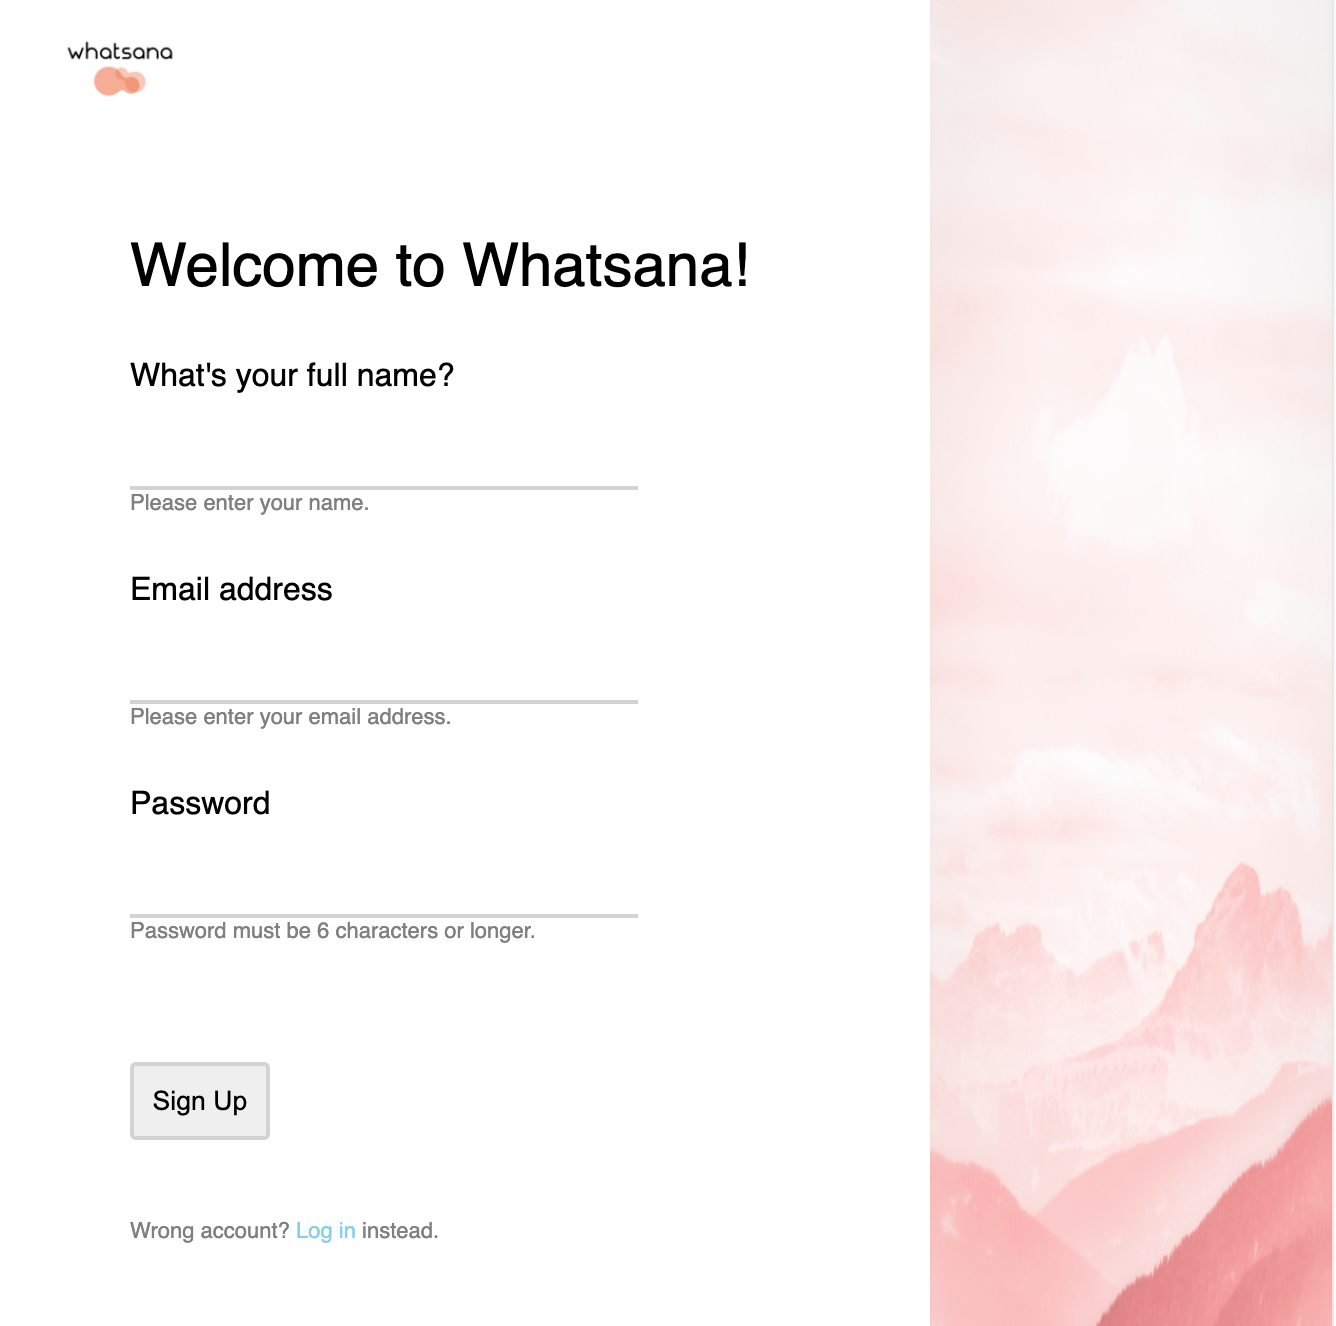 whatsana
Welcome to Whatsana!
What's your full name?
Please enter your name.
Email address
Please enter your email address.
Password
Password must be 6 characters or longer.
Sign Up
Wrong account? Log in instead.